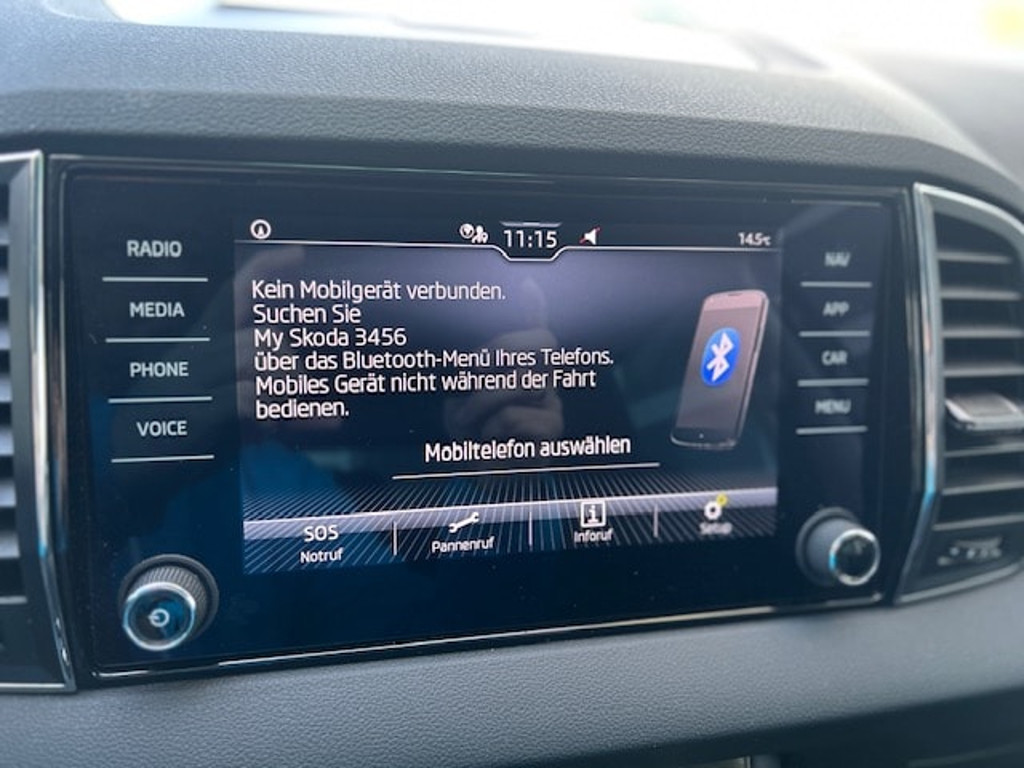 11:15
14.5°C
RADIO
MEDIA
PHONE
VOICE
Kein Mobilgerät verbunden.
Suchen Sie
My Skoda 3456
über das Bluetooth-Menü Ihres Telefons.
Mobiles Gerät nicht während der Fahrt
bedienen.
Mobiltelefon auswählen
SOS
Notruf
Pannenruf
Inforuf
Setup
NAV
APP
CAR
MENU